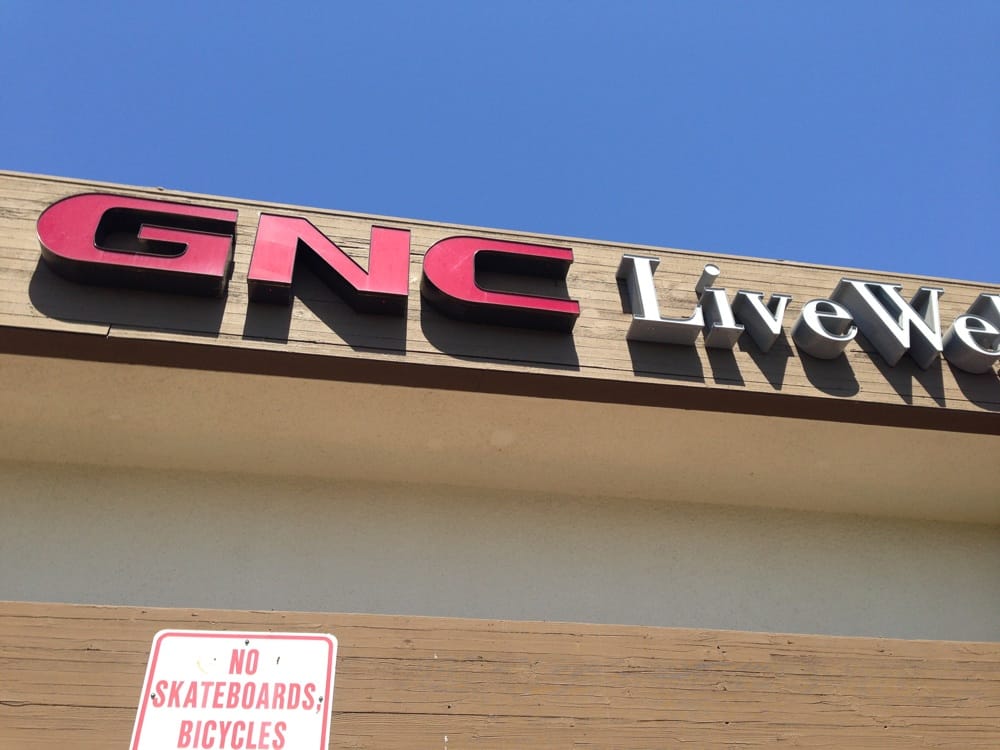 GNC LiveWe
NO
SKATEBOARDS,
BICYCLES